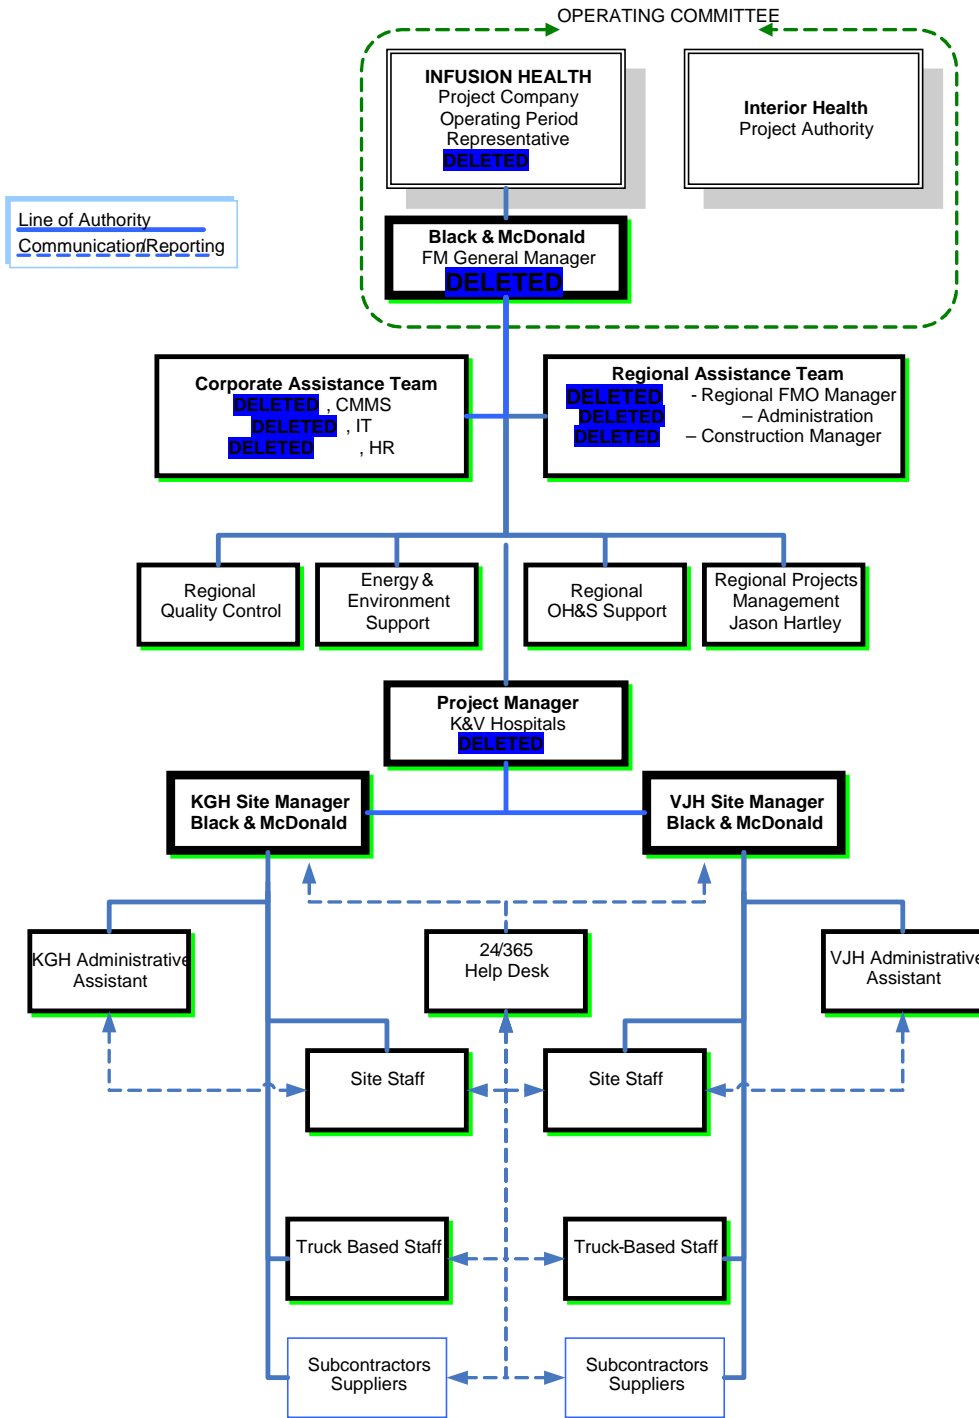 OPERATING COMMITTEE
INFUSION HEALTH
Project Company
Operating Period
Representative
DELETED
Interior Health
Project Authority
Line of Authority
Communication/Reporting
Black & McDonald
FM General Manager
DELETED
Corporate Assistance Team
DELETED , CMMS
DELETED , IT
DELETED , HR
Regional Assistance Team
DELETED - Regional FMO Manager
DELETED – Administration
DELETED – Construction Manager
Regional
Quality Control
Energy &
Environment
Support
Regional
OH&S Support
Regional Projects
Management
Jason Hartley
Project Manager
K&V Hospitals
DELETED
KGH Site Manager
Black & McDonald
VJH Site Manager
Black & McDonald
KGH Administrative
Assistant
24/365
Help Desk
VJH Administrative
Assistant
Site Staff
Site Staff
Truck Based Staff
Truck-Based Staff
Subcontractors
Suppliers
Subcontractors
Suppliers